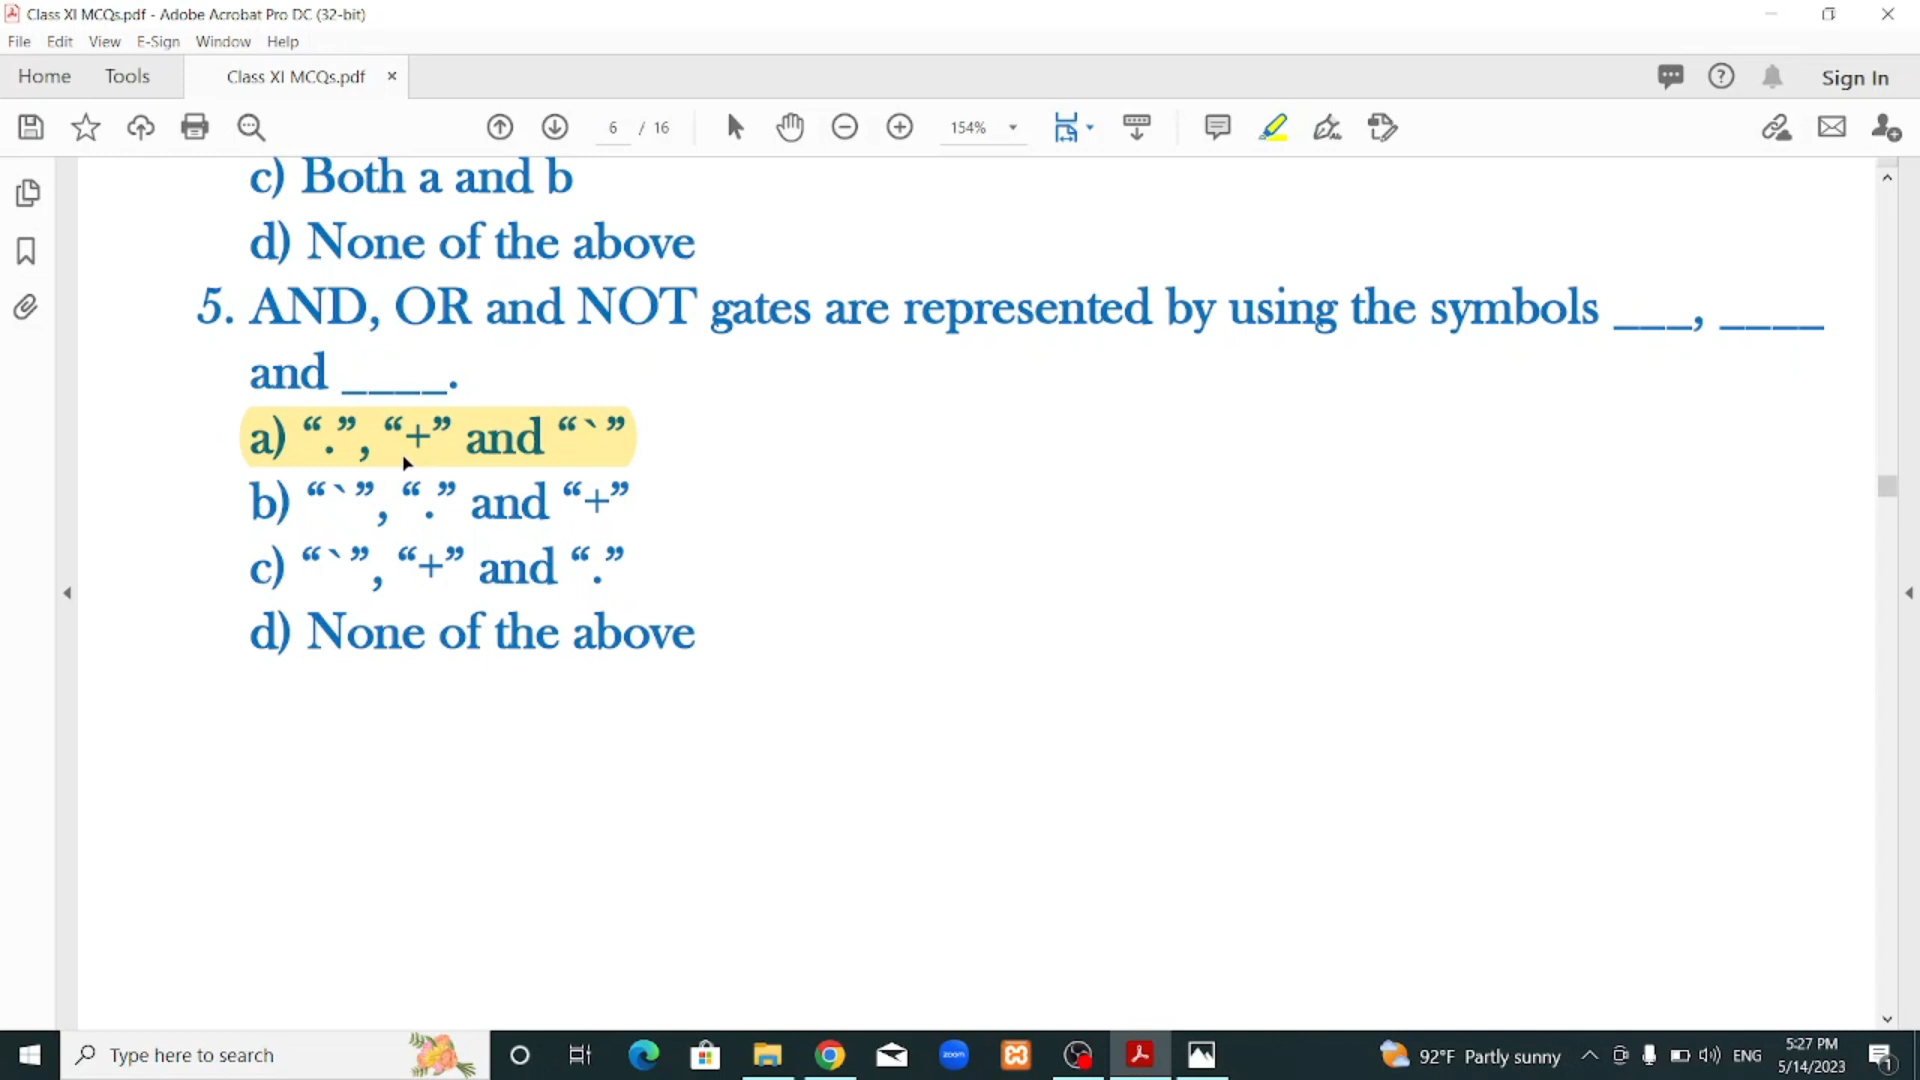 Class XI MCQs.pdf - Adobe Acrobat Pro DC (32-bit)
File Edit View E-Sign Window Help
Home Tools Class XI MCQs.pdf × Sign In
6 / 16 154%
c) Both a and b
d) None of the above
5. AND, OR and NOT gates are represented by using the symbols ___, ____
and ____.
a) “.”, “+” and “`”
b) “`”, “.” and “+”
c) “`”, “+” and “.”
d) None of the above
Type here to search zoom 92°F Partly sunny ENG 5:27 PM
5/14/2023 1